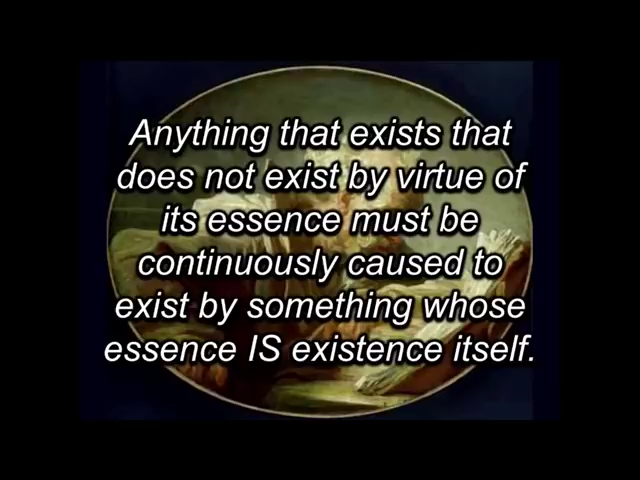 Anything that exists that
does not exist by virtue of
its essence must be
continuously caused to
exist by something whose
essence IS existence itself.